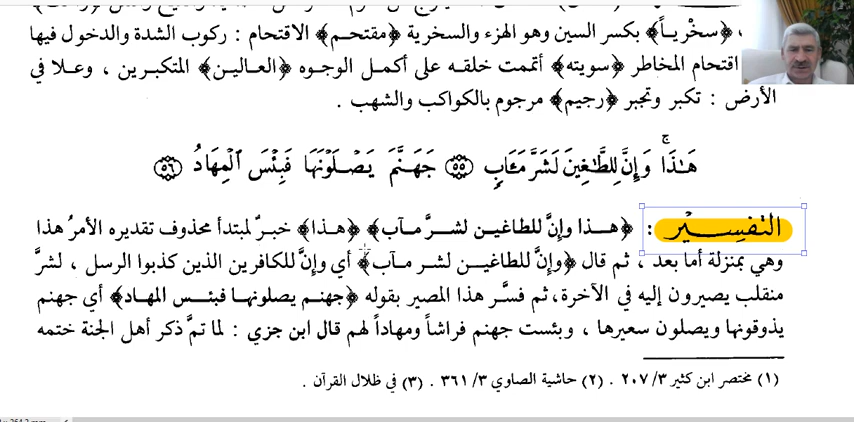 ﴿سخْرياً﴾ بكسر السين وهو الهزء والسخرية ﴿مقتحم﴾ الاقتحام : ركوب الشدة والدخول فيها
اقتحام المخاطر ﴿سويته﴾ أتممت خلقه على أكمل الوجوه ﴿العالين﴾ المتكبرين ، وعلا في
الأرض : تكبر وتجبر ﴿رجيم﴾ مرجوم بالكواكب والشهب .
هَٰذَا وَإِنَّ لِلطَّاغِينَ لَشَرَّ مَـَٔابٍ ﴿٥٥﴾ جَهَنَّمَ يَصْلَوْنَهَا فَبِئْسَ الْمِهَادُ ﴿٥٦﴾
التفسير : ﴿هـذا وإنَّ للطاغين لشرَّ مآب﴾ ﴿هـذا﴾ خبرٌ لمبتدأ محذوف تقديره الأمرُ هذا
وهي بمنزلة أما بعد ، ثم قال ﴿وإنَّ للطاغين لشر مآب﴾ أي وإنَّ للكافرين الذين كذبوا الرسل ، لشرَّ
منقلب يصيرون إليه في الآخرة، ثم فسَّر هذا المصير بقوله ﴿جهنم يصلونها فبئس المهاد﴾ أي جهنم
يذوقونها ويصلون سعيرها ، وبئست جهنم فراشاً ومهاداً لهم قال ابن جزي : لما تمَّ ذكر أهل الجنة ختمه
(١) مختصر ابن كثير ٣/ ٢٠٧ . (٢) حاشية الصاوي ٣/ ٣٦١ . (٣) في ظلال القرآن .